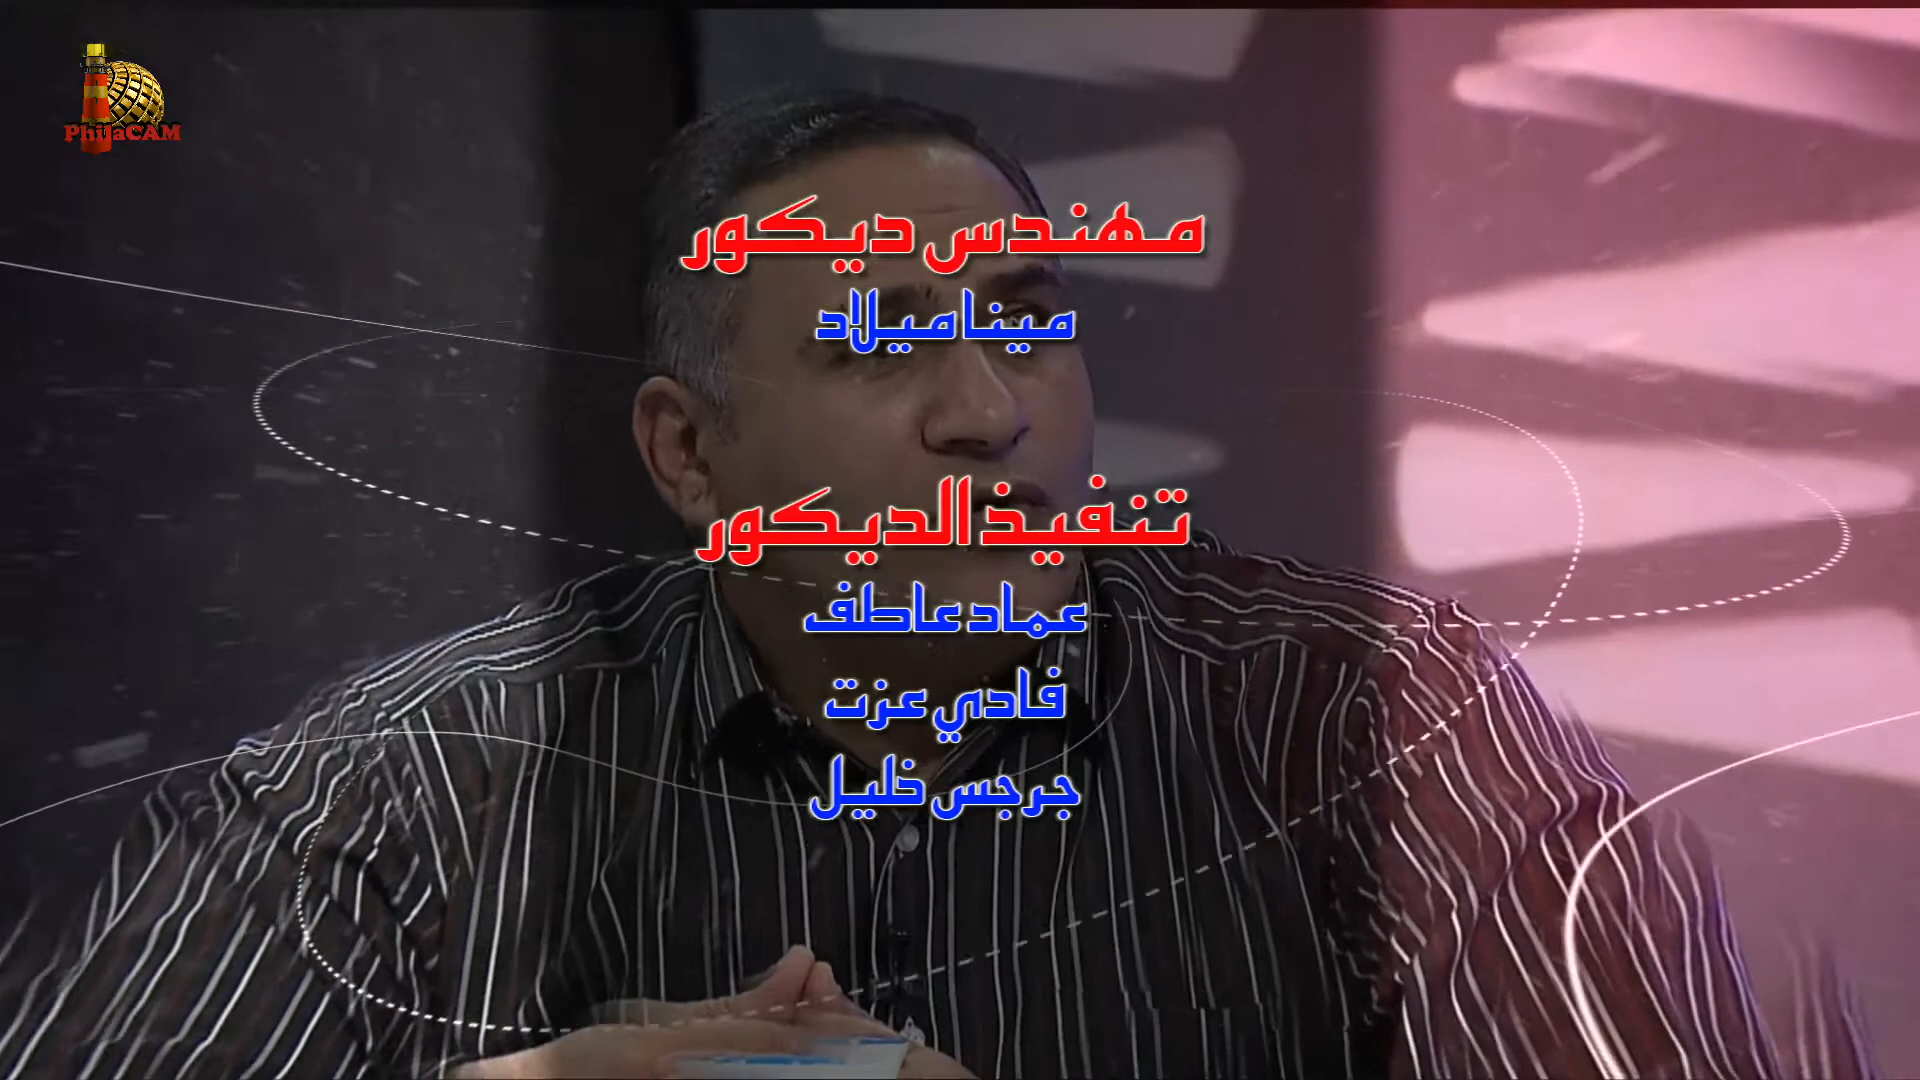 PhilaCAM
مهندس ديكور
مينا ميلاد
تنفيذ الديكور
عماد عاطف
فادي عزت
جرجس خليل